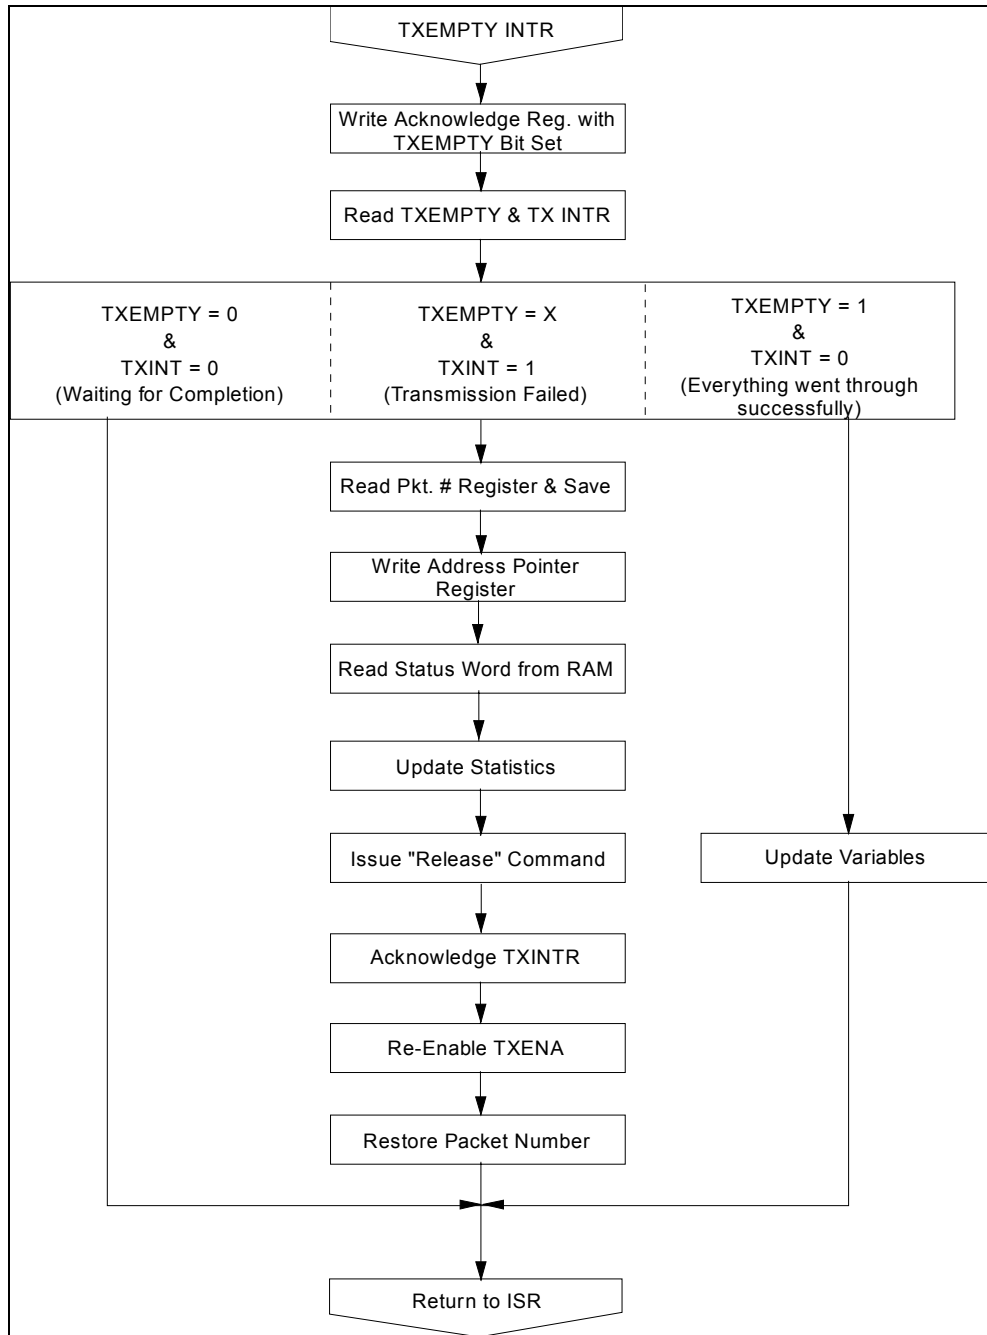 TXEMPTY INTR
Write Acknowledge Reg. with
TXEMPTY Bit Set
Read TXEMPTY & TX INTR
TXEMPTY = 0
&
TXINT = 0
(Waiting for Completion)
TXEMPTY = X
&
TXINT = 1
(Transmission Failed)
TXEMPTY = 1
&
TXINT = 0
(Everything went through
successfully)
Read Pkt. # Register & Save
Write Address Pointer
Register
Read Status Word from RAM
Update Statistics
Issue "Release" Command
Update Variables
Acknowledge TXINTR
Re-Enable TXENA
Restore Packet Number
Return to ISR